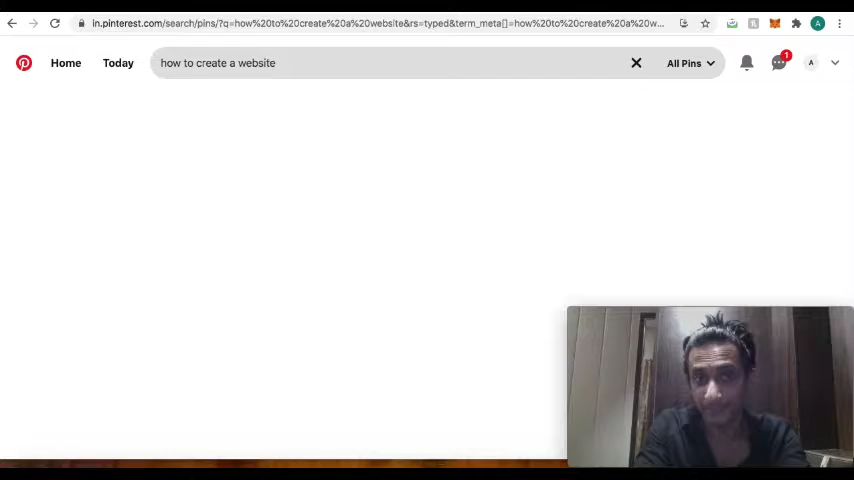 in.pinterest.com/search/pins/?q=how%20to%20create%20a%20website&rs=typed&term_meta[]=how%20to%20create%20a%20w...
Home Today how to create a website All Pins 1 A
A